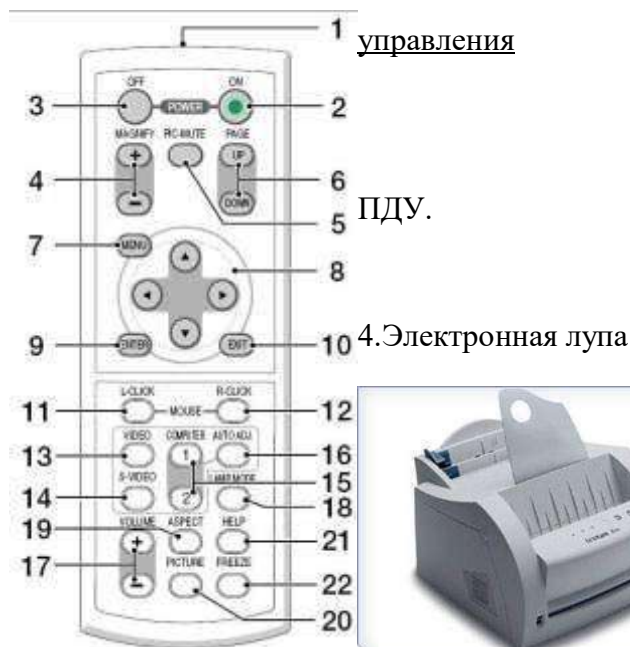 1 управления
OFF ON
3 POWER 2
MAGNIFY PIC-MUTE PAGE
+ UP
4 6
- DOWN 5 ПДУ.
7 MENU
8
9 ENTER EXIT 10 4.Электронная лупа
L-CLICK R-CLICK
11 MOUSE 12
VIDEO COMPUTER AUTO ADJ.
13 1 16
S-VIDEO 15
14 2 LAMP MODE 18
19 VOLUME ASPECT HELP
+ 21
17 PICTURE FREEZE
- 22
20